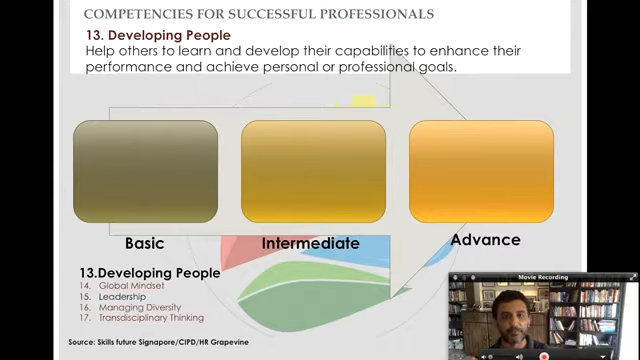 COMPETENCIES FOR SUCCESSFUL PROFESSIONALS
13. Developing People
Help others to learn and develop their capabilities to enhance their
performance and achieve personal or professional goals.
Basic
Intermediate
Advance
13.Developing People
14. Global Mindset
15. Leadership
16. Managing Diversity
17. Transdisciplinary Thinking
Source: Skills future Signapore/CIPD/HR Grapevine
Movie Recording